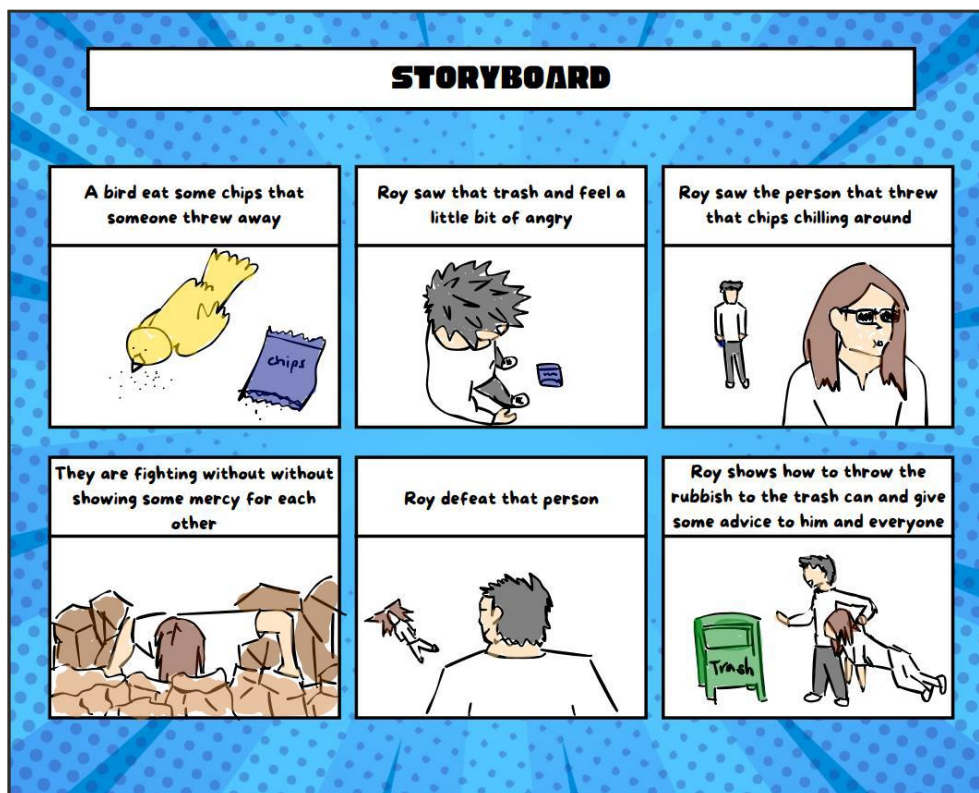 STORYBOARD
A bird eat some chips that
someone threw away
Roy saw that trash and feel a
little bit of angry
Roy saw the person that threw
that chips chilling around
chips
They are fighting without without
showing some mercy for each
other
Roy defeat that person
Roy shows how to throw the
rubbish to the trash can and give
some advice to him and everyone
Trash